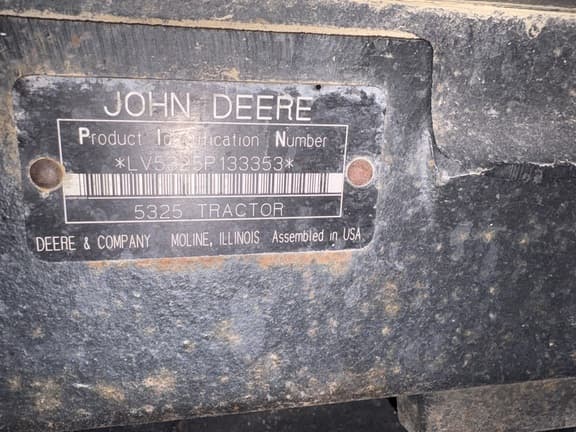 JOHN DEERE
Product Identification Number
*LV5325P133353*
5325 TRACTOR
DEERE & COMPANY MOLINE, ILLINOIS Assembled in USA